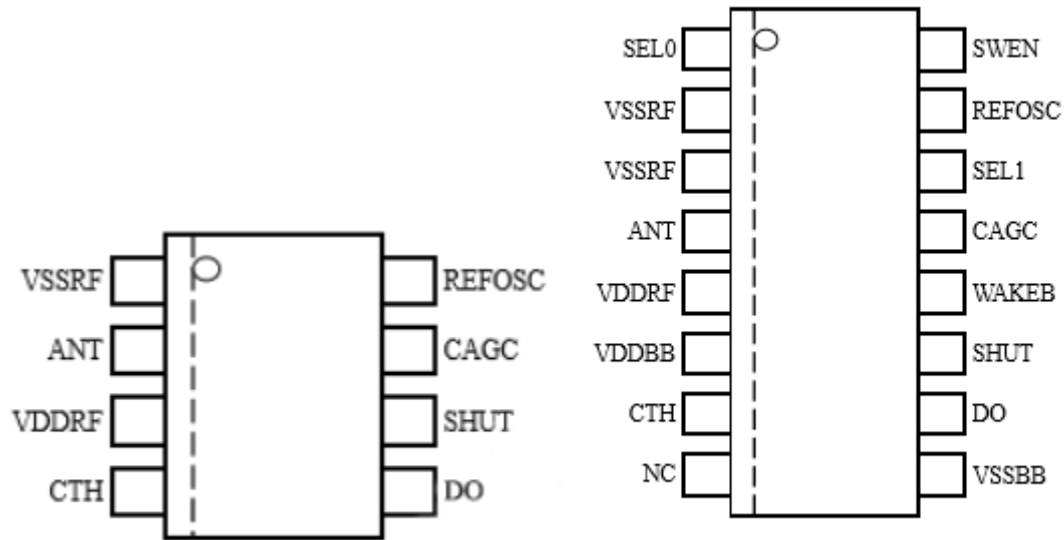 VSSRF
ANT
VDDRF
CTH
REFOSC
CAGC
SHUT
DO
SEL0
VSSRF
VSSRF
ANT
VDDRF
VDDBB
CTH
NC
SWEN
REFOSC
SEL1
CAGC
WAKEB
SHUT
DO
VSSBB